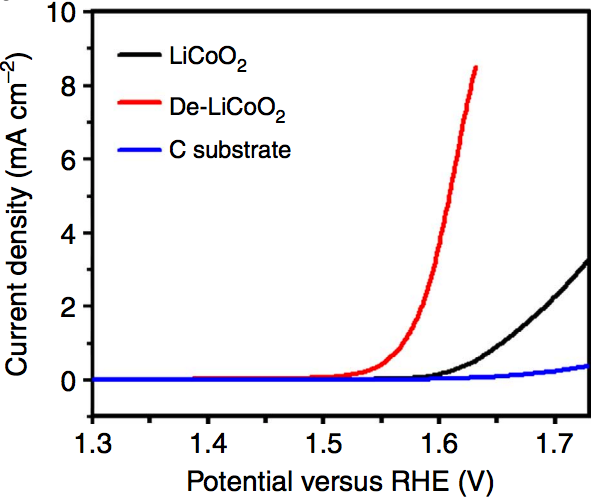 10
8
6
4
2
0
Current density (mA cm⁻²)
LiCoO₂
De-LiCoO₂
C substrate
1.3 1.4 1.5 1.6 1.7
Potential versus RHE (V)